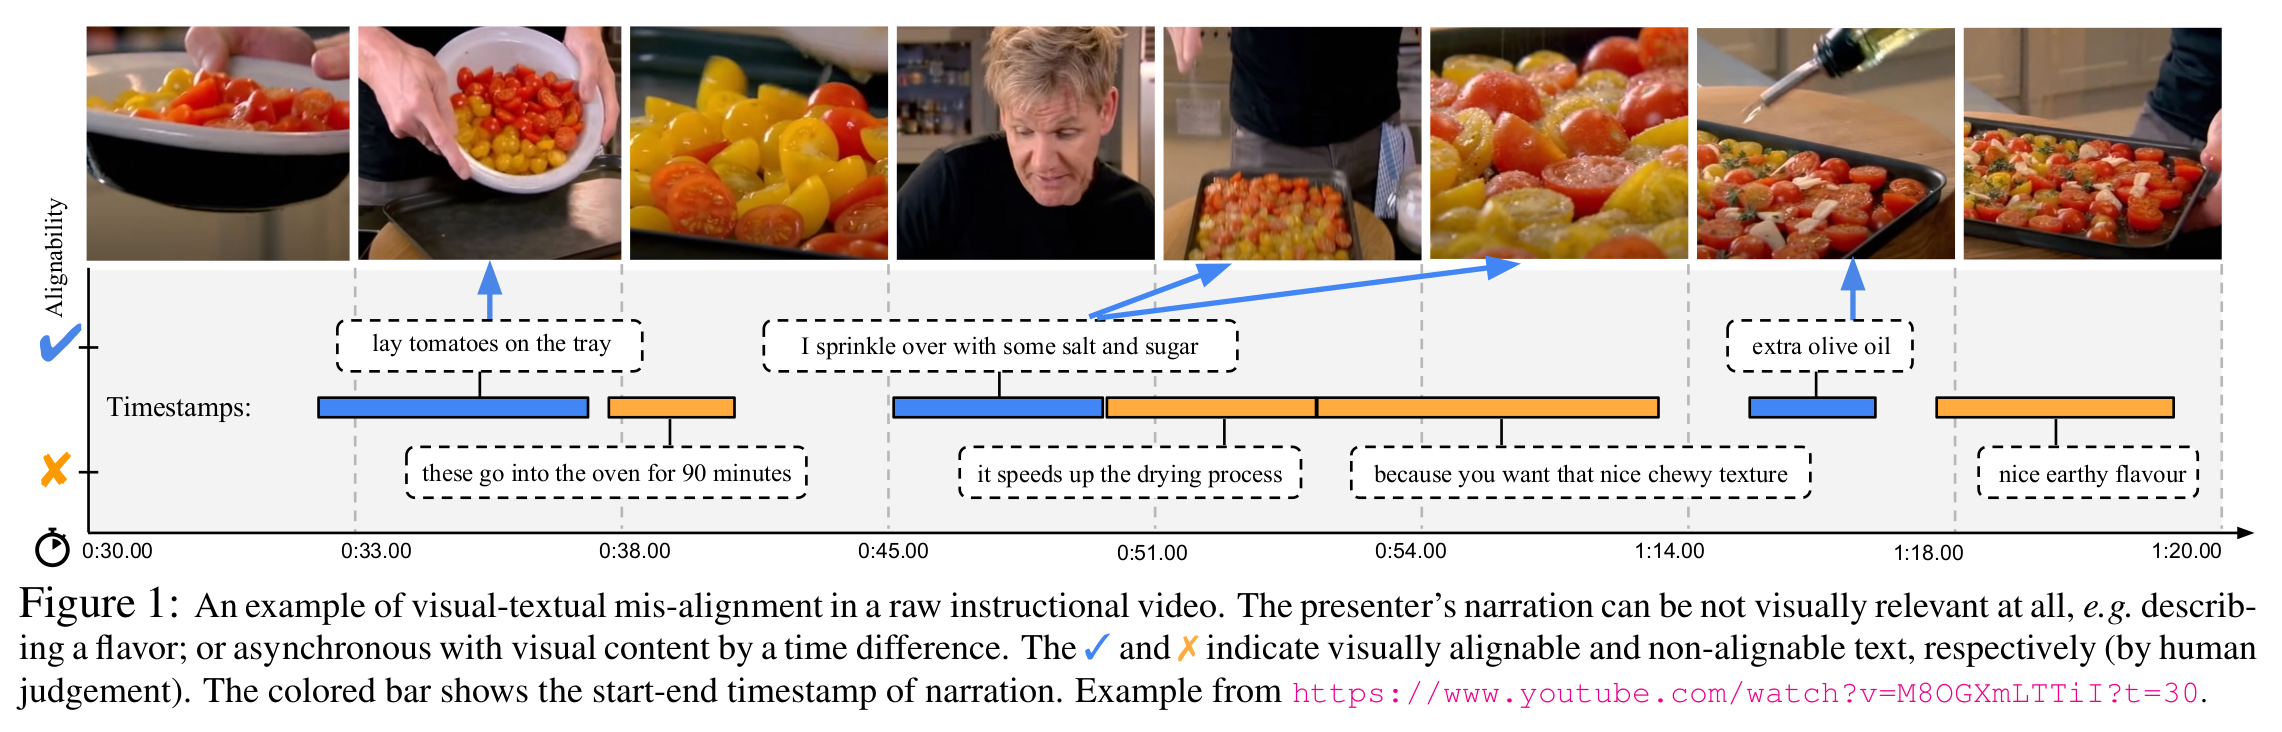 Alignability
lay tomatoes on the tray
I sprinkle over with some salt and sugar
extra olive oil
Timestamps:
these go into the oven for 90 minutes
it speeds up the drying process
because you want that nice chewy texture
nice earthy flavour
0:30.00 0:33.00 0:38.00 0:45.00 0:51.00 0:54.00 1:14.00 1:18.00 1:20.00
Figure 1: An example of visual-textual mis-alignment in a raw instructional video. The presenter's narration can be not visually relevant at all, e.g. describ-
ing a flavor; or asynchronous with visual content by a time difference. The ✓ and ✗ indicate visually alignable and non-alignable text, respectively (by human
judgement). The colored bar shows the start-end timestamp of narration. Example from https://www.youtube.com/watch?v=M8OGXmLTTiI?t=30.